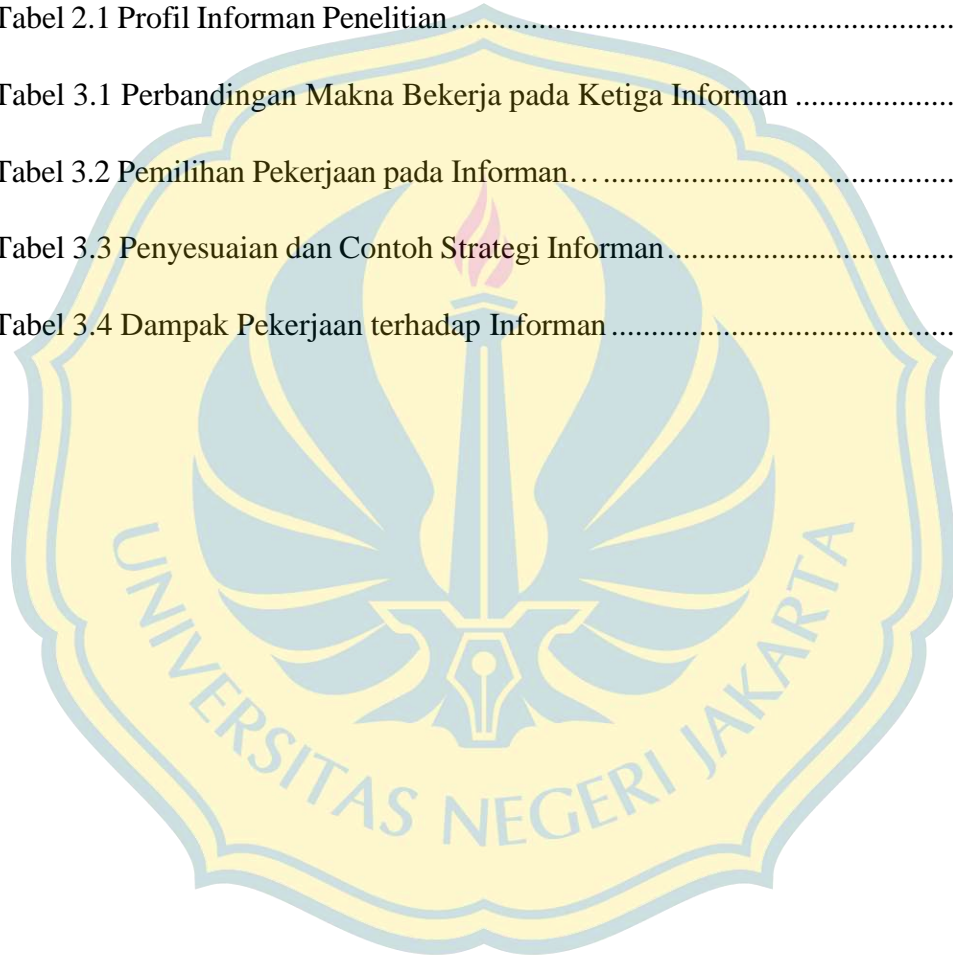 Tabel 2.1 Profil Informan Penelitian.......................................................................
Tabel 3.1 Perbandingan Makna Bekerja pada Ketiga Informan ......................
Tabel 3.2 Pemilihan Pekerjaan pada Informan….................................................
Tabel 3.3 Penyesuaian dan Contoh Strategi Informan........................................
Tabel 3.4 Dampak Pekerjaan terhadap Informan ................................................
UNIVERSITAS NEGERI JAKARTA